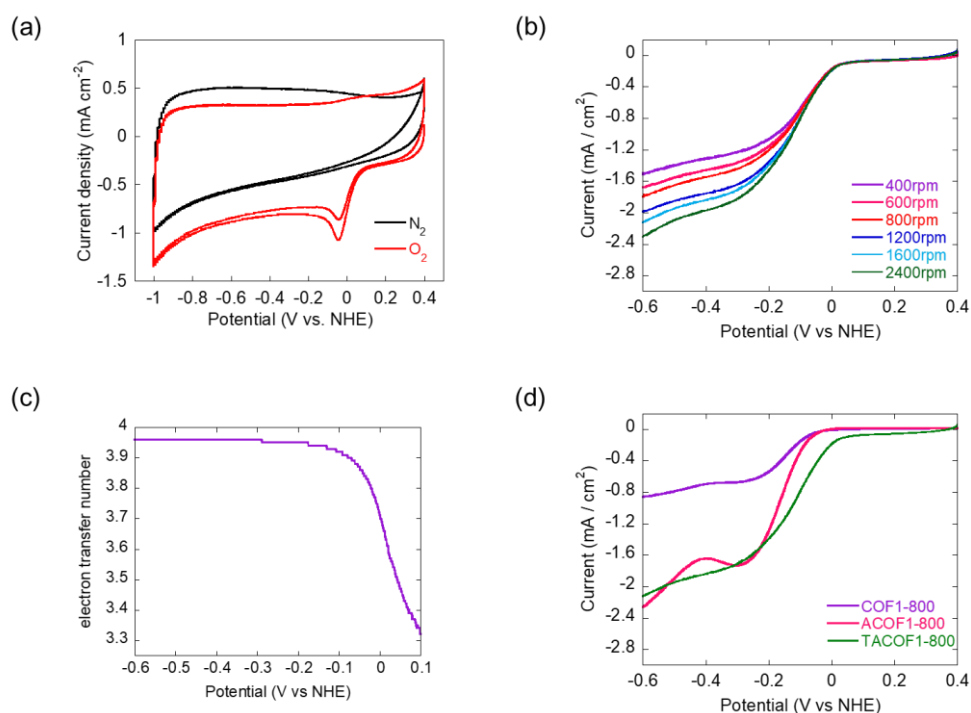 (a)
1
0.5
0
-0.5
-1
-1.5
Current density (mA cm⁻²)
N₂
O₂
-1 -0.8 -0.6 -0.4 -0.2 0 0.2 0.4
Potential (V vs. NHE)
(b)
0
-0.4
-0.8
-1.2
-1.6
-2
-2.4
-2.8
Current (mA / cm²)
400rpm
600rpm
800rpm
1200rpm
1600rpm
2400rpm
-0.6 -0.4 -0.2 0 0.2 0.4
Potential (V vs NHE)
(c)
4
3.9
3.8
3.7
3.6
3.5
3.4
3.3
electron transfer number
-0.6 -0.5 -0.4 -0.3 -0.2 -0.1 0 0.1
Potential (V vs NHE)
(d)
0
-0.4
-0.8
-1.2
-1.6
-2
-2.4
-2.8
Current (mA / cm²)
COF1-800
ACOF1-800
TACOF1-800
-0.6 -0.4 -0.2 0 0.2 0.4
Potential (V vs NHE)